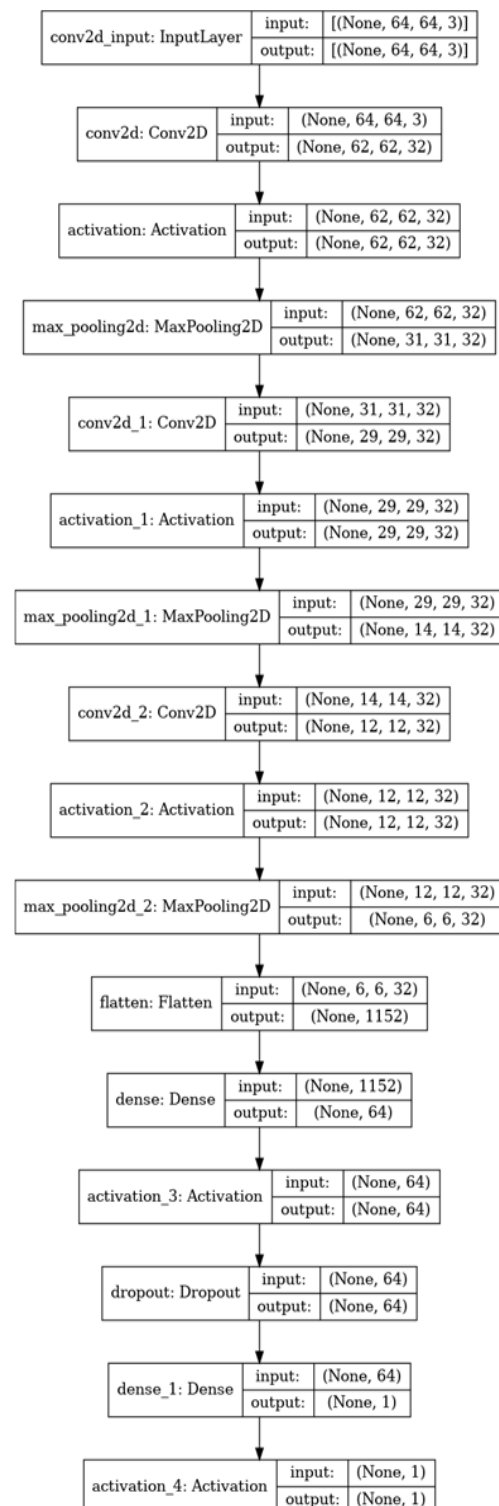 conv2d_input: InputLayer
input: [(None, 64, 64, 3)]
output: [(None, 64, 64, 3)]
conv2d: Conv2D
input: (None, 64, 64, 3)
output: (None, 62, 62, 32)
activation: Activation
input: (None, 62, 62, 32)
output: (None, 62, 62, 32)
max_pooling2d: MaxPooling2D
input: (None, 62, 62, 32)
output: (None, 31, 31, 32)
conv2d_1: Conv2D
input: (None, 31, 31, 32)
output: (None, 29, 29, 32)
activation_1: Activation
input: (None, 29, 29, 32)
output: (None, 29, 29, 32)
max_pooling2d_1: MaxPooling2D
input: (None, 29, 29, 32)
output: (None, 14, 14, 32)
conv2d_2: Conv2D
input: (None, 14, 14, 32)
output: (None, 12, 12, 32)
activation_2: Activation
input: (None, 12, 12, 32)
output: (None, 12, 12, 32)
max_pooling2d_2: MaxPooling2D
input: (None, 12, 12, 32)
output: (None, 6, 6, 32)
flatten: Flatten
input: (None, 6, 6, 32)
output: (None, 1152)
dense: Dense
input: (None, 1152)
output: (None, 64)
activation_3: Activation
input: (None, 64)
output: (None, 64)
dropout: Dropout
input: (None, 64)
output: (None, 64)
dense_1: Dense
input: (None, 64)
output: (None, 1)
activation_4: Activation
input: (None, 1)
output: (None, 1)